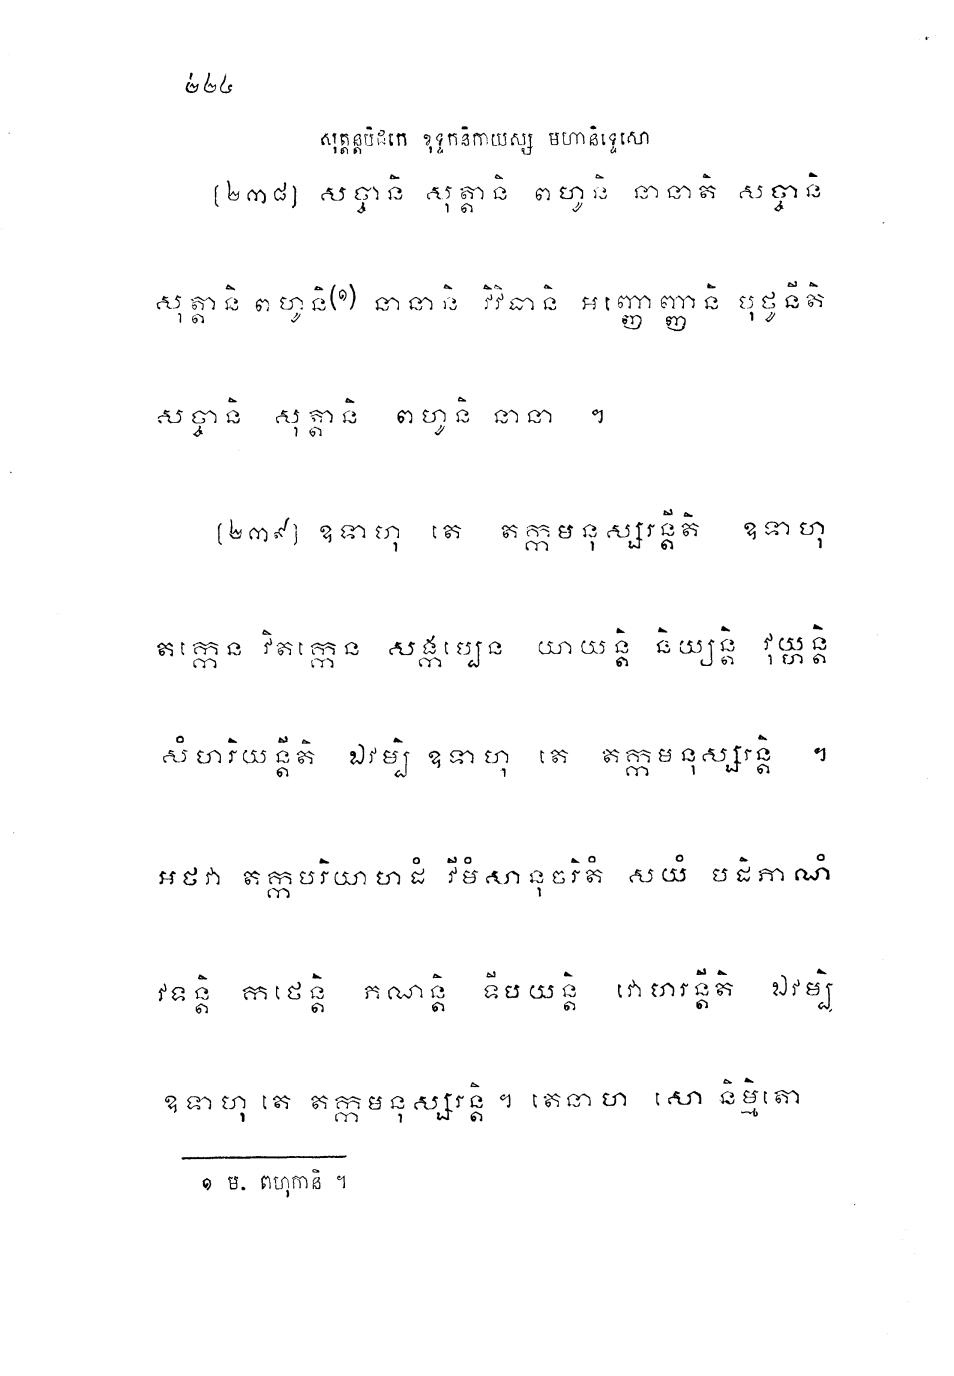 ២២៤
សុត្តន្តបិដកេ ខុទ្ទកនិកាយស្ស មហានិទ្ទេសោ
[២៣៨] សច្ចានិ សុត្តានិ ពហូនិ នានាតិ សច្ចានិ
សុត្តានិ ពហូនិ(១) នានានិ វិវិធានិ អញ្ញោញ្ញានិ បុថូនីតិ
សច្ចានិ សុត្តានិ ពហូនិ នានា ។
[២៣៩] ឧទាហុ តេ តក្កមនុស្សរន្តីតិ ឧទាហុ
តក្កេន វិតក្កេន សង្កប្បេន យាយន្តិ និយ្យន្តិ វុយ្ហន្តិ
សំហរិយន្តីតិ ឯវម្បិ ឧទាហុ តេ តក្កមនុស្សរន្តិ ។
អថវា តក្កបរិយាហដំ វីមំសានុចរិតំ សយំ បដិភាណំ
វទន្តិ កថេន្តិ ភណន្តិ ទីបយន្តិ វោហរន្តីតិ ឯវម្បិ
ឧទាហុ តេ តក្កមនុស្សរន្តិ ។ តេនាហ សោ និម្មិតោ
១ ម. ពហុកានិ ។